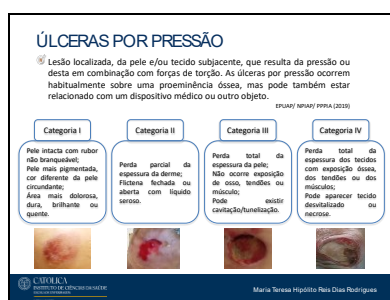 ÚLCERAS POR PRESSÃO
Lesão localizada, da pele e/ou tecido subjacente, que resulta da pressão ou
desta em combinação com forças de torção. As úlceras por pressão ocorrem
habitualmente sobre uma proeminência óssea, mas pode também estar
relacionado com um dispositivo médico ou outro objeto.
EPUAP/ NPIAP/ PPPIA (2019)
Categoria I
Pele intacta com rubor
não branqueável;
Pele mais pigmentada,
cor diferente da pele
circundante;
Área mais dolorosa,
dura, brilhante ou
quente.
Categoria II
Perda parcial da
espessura da derme;
Flictena fechada ou
aberta com líquido
seroso.
Categoria III
Perda total da
espessura da pele;
Não ocorre exposição
de osso, tendões ou
músculos;
Pode existir
cavitação/tunelização.
Categoria IV
Perda total da
espessura dos tecidos
com exposição óssea,
dos tendões ou dos
músculos;
Pode aparecer tecido
desvitalizado ou
necrose.
CATOLICA
INSTITUTO DE CIÊNCIAS DA SAÚDE
Maria Teresa Hipólito Reis Dias Rodrigues